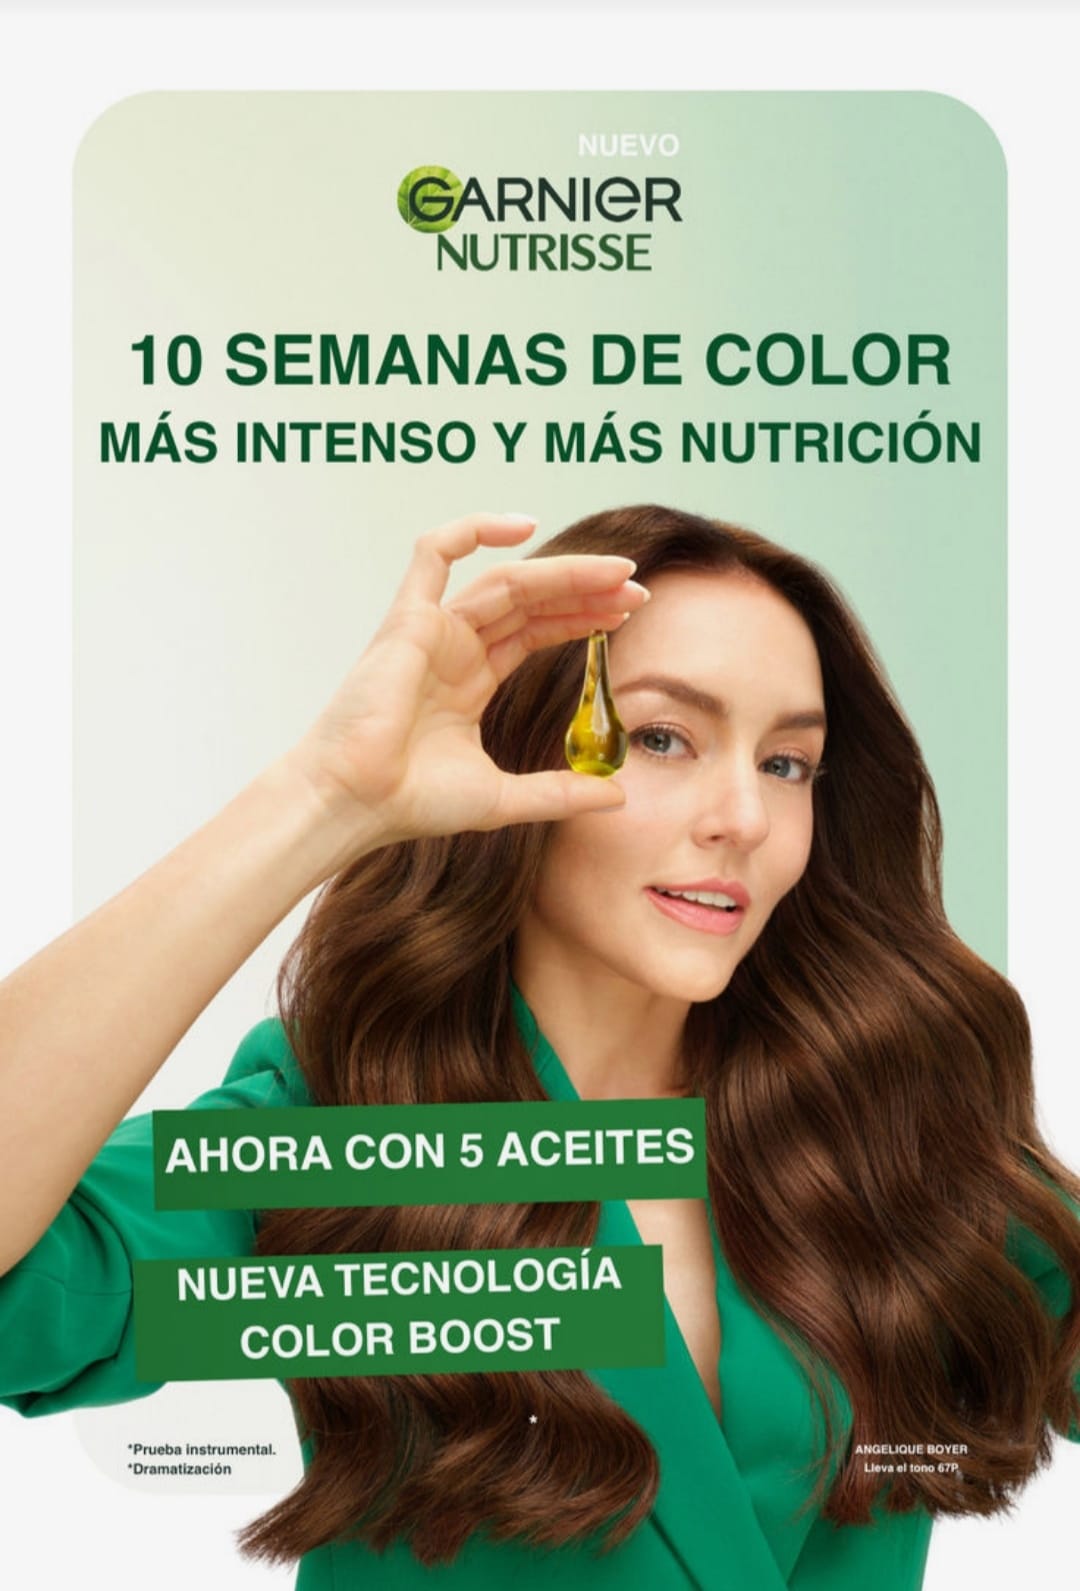 NUEVO
GARNIER
NUTRISSE
10 SEMANAS DE COLOR
MÁS INTENSO Y MÁS NUTRICIÓN
AHORA CON 5 ACEITES
NUEVA TECNOLOGÍA
COLOR BOOST
*
*Prueba instrumental.
*Dramatización
ANGELIQUE BOYER
Lleva el tono 67P